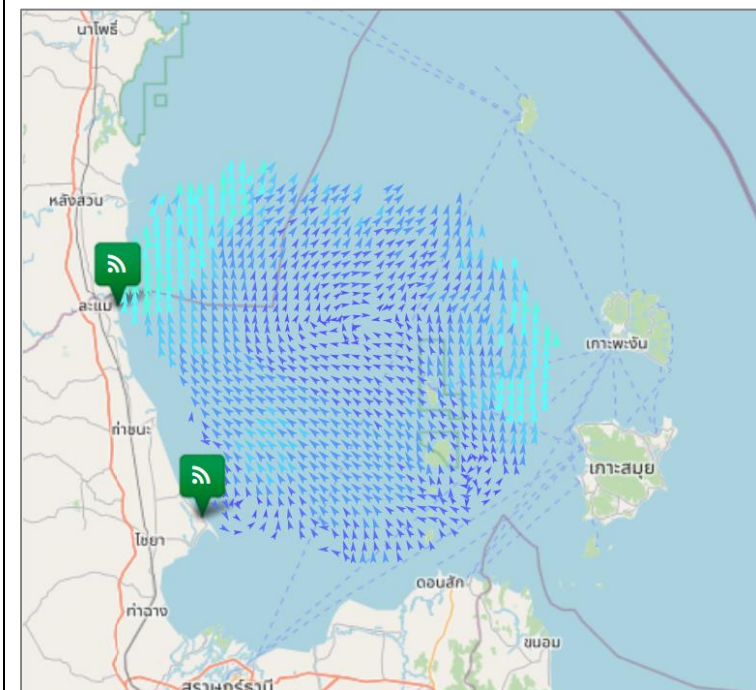 นาโพธิ์
หลังสวน
ละแม
เกาะพะงัน
ท่าชนะ
เกาะสมุย
ไชยา
ดอนสัก
ท่าฉาง
ขนอม
สุราษฎร์ธานี